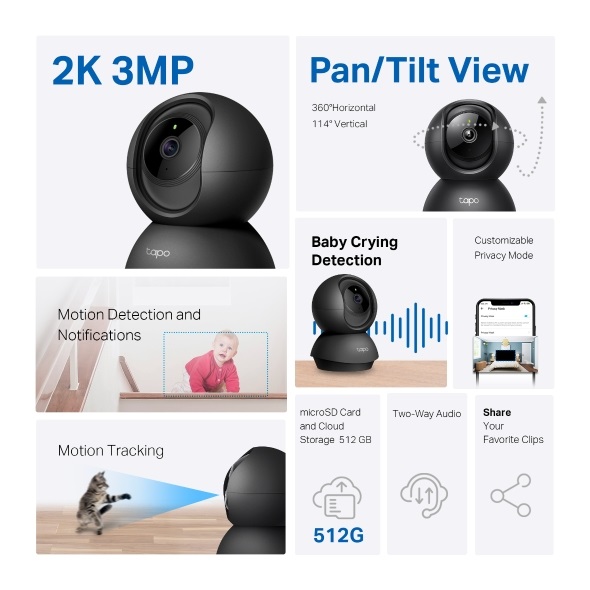 2K 3MP
tapo
Pan/Tilt View
360°Horizontal
114° Vertical
tapo
Motion Detection and
Notifications
Baby Crying
Detection
tapo
Customizable
Privacy Mode
Privacy Mode
Motion Tracking
microSD Card
and Cloud
Storage 512 GB
512G
Two-Way Audio
Share
Your
Favorite Clips